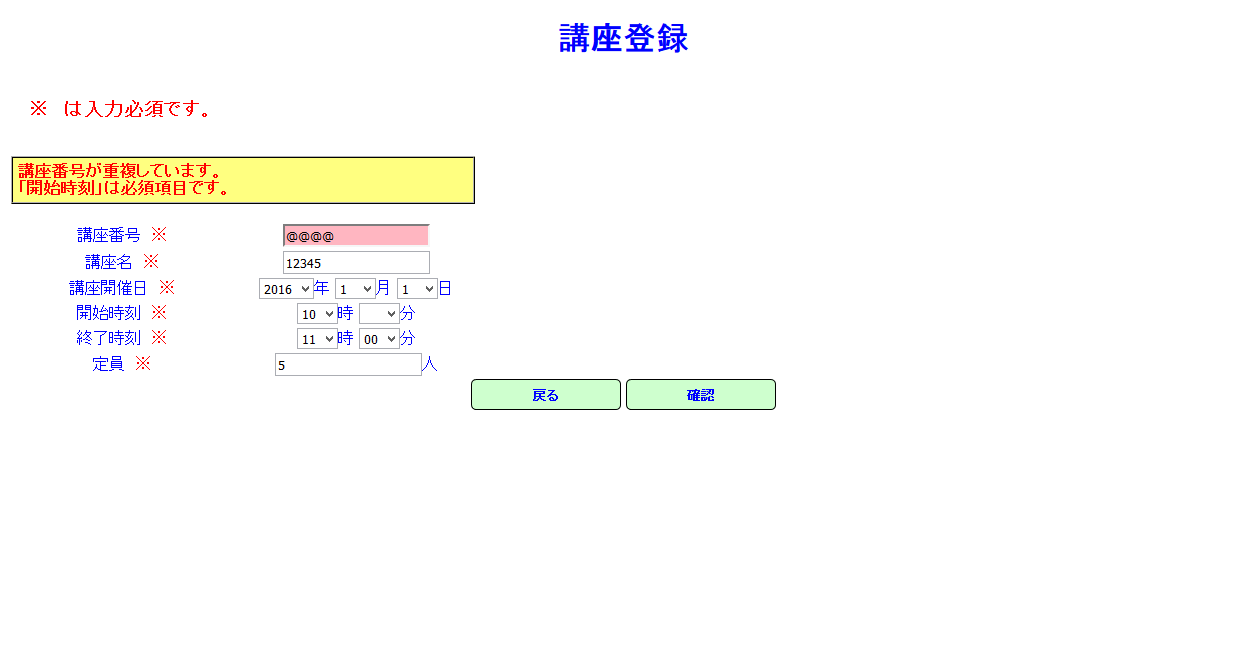 講座登録
※　は入力必須です。
講座番号が重複しています。
「開始時刻」は必須項目です。
講座番号 ※ @@@@
講座名 ※ 12345
講座開催日 ※ 2016 年 1 月 1 日
開始時刻 ※ 10 時 分
終了時刻 ※ 11 時 00 分
定員 ※ 5 人
戻る 確認